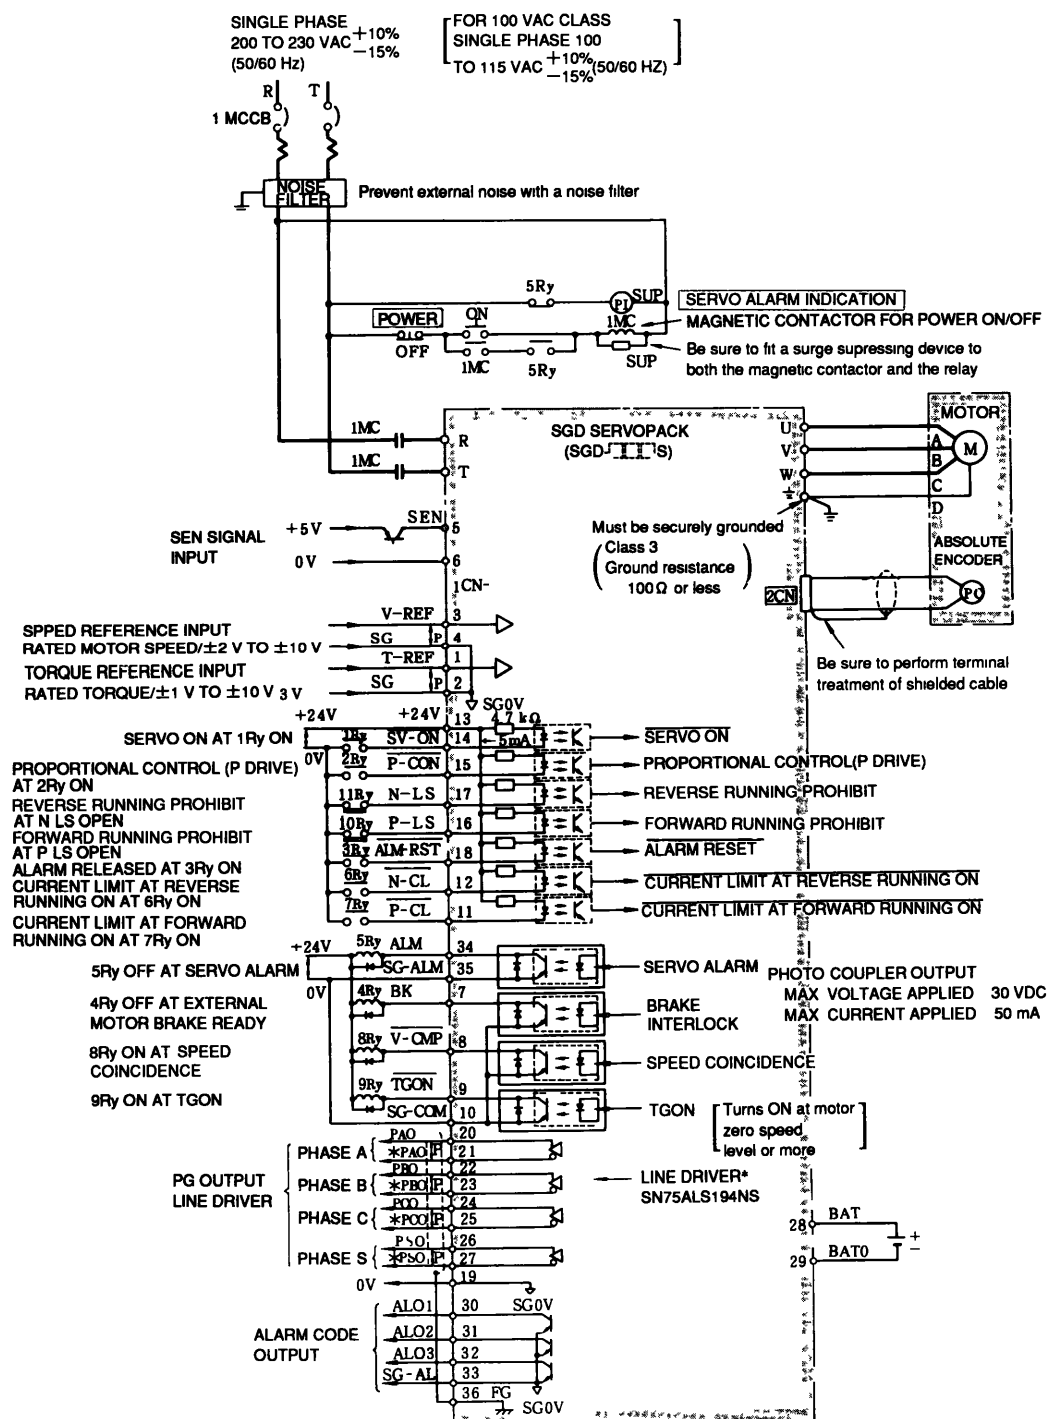 SINGLE PHASE
200 TO 230 VAC +10% −15%
(50/60 Hz)
FOR 100 VAC CLASS
SINGLE PHASE 100
TO 115 VAC +10% −15% (50/60 HZ)
R T
1 MCCB
NOISE
FILTER
Prevent external noise with a noise filter
5Ry
PL
SUP
SERVO ALARM INDICATION
POWER
ON
1MC
MAGNETIC CONTACTOR FOR POWER ON/OFF
OFF
1MC
5Ry
SUP
Be sure to fit a surge supressing device to
both the magnetic contactor and the relay
1MC
R
1MC
T
SGD SERVOPACK
(SGD- S)
U
V
W
MOTOR
A
B
C
D
M
Must be securely grounded
Class 3
Ground resistance
100Ω or less
ABSOLUTE
ENCODER
2CN
PG
Be sure to perform terminal
treatment of shielded cable
SEN SIGNAL
INPUT
+5V
SEN
5
0V
6
1CN-
SPPED REFERENCE INPUT
V-REF
3
RATED MOTOR SPEED/±2 V TO ±10 V
SG
P
4
TORQUE REFERENCE INPUT
T-REF
1
RATED TORQUE/±1 V TO ±10 V 3 V
SG
P
2
SG0V
+24V
+24V
13
4.7 kΩ
SERVO ON AT 1Ry ON
0V
1Ry
SV-ON
14
5mA
SERVO ON
PROPORTIONAL CONTROL (P DRIVE)
AT 2Ry ON
2Ry
P-CON
15
PROPORTIONAL CONTROL(P DRIVE)
REVERSE RUNNING PROHIBIT
AT N LS OPEN
11Ry
N-LS
17
REVERSE RUNNING PROHIBIT
FORWARD RUNNING PROHIBIT
AT P LS OPEN
10Ry
P-LS
16
FORWARD RUNNING PROHIBIT
ALARM RELEASED AT 3Ry ON
3Ry
ALM-RST
18
ALARM RESET
CURRENT LIMIT AT REVERSE
RUNNING ON AT 6Ry ON
6Ry
N-CL
12
CURRENT LIMIT AT REVERSE RUNNING ON
CURRENT LIMIT AT FORWARD
RUNNING ON AT 7Ry ON
7Ry
P-CL
11
CURRENT LIMIT AT FORWARD RUNNING ON
+24V
5Ry
ALM
34
5Ry OFF AT SERVO ALARM
SG-ALM
35
SERVO ALARM
0V
4Ry OFF AT EXTERNAL
MOTOR BRAKE READY
4Ry
BK
7
BRAKE
INTERLOCK
PHOTO COUPLER OUTPUT
MAX VOLTAGE APPLIED 30 VDC
MAX CURRENT APPLIED 50 mA
8Ry ON AT SPEED
COINCIDENCE
8Ry
V-CMP
8
SPEED COINCIDENCE
9Ry ON AT TGON
9Ry
TGON
9
SG-COM
10
TGON
Turns ON at motor
zero speed
level or more
PG OUTPUT
LINE DRIVER
PHASE A
PAO
20
*PAO
P
21
PHASE B
PBO
22
*PBO
P
23
LINE DRIVER*
SN75ALS194NS
PHASE C
PCO
24
*PCO
P
25
PHASE S
PSO
26
*PSO
P
27
0V
19
SG0V
28
BAT
+
−
29
BAT0
ALARM CODE
OUTPUT
ALO1
30
ALO2
31
ALO3
32
SG-AL
33
36
FG
SG0V